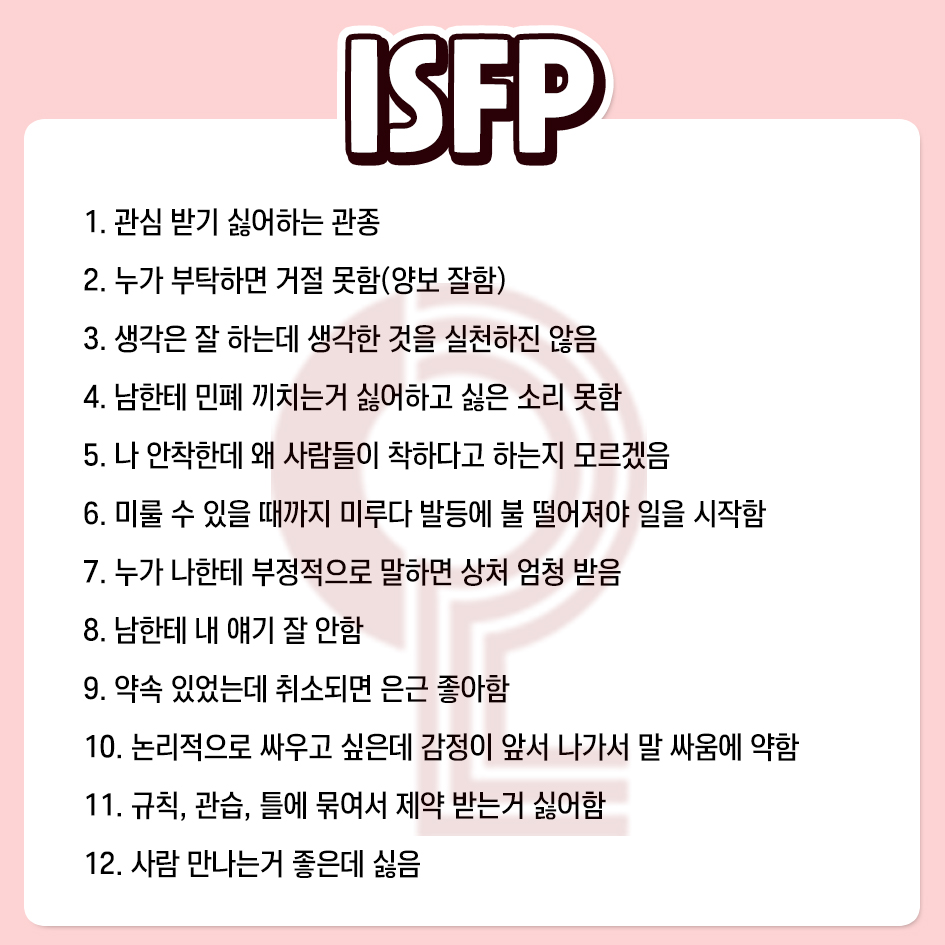 ISFP
1. 관심 받기 싫어하는 관종
2. 누가 부탁하면 거절 못함(양보 잘함)
3. 생각은 잘 하는데 생각한 것을 실천하진 않음
4. 남한테 민폐 끼치는거 싫어하고 싫은 소리 못함
5. 나 안착한데 왜 사람들이 착하다고 하는지 모르겠음
6. 미룰 수 있을 때까지 미루다 발등에 불 떨어져야 일을 시작함
7. 누가 나한테 부정적으로 말하면 상처 엄청 받음
8. 남한테 내 얘기 잘 안함
9. 약속 있었는데 취소되면 은근 좋아함
10. 논리적으로 싸우고 싶은데 감정이 앞서 나가서 말 싸움에 약함
11. 규칙, 관습, 틀에 묶여서 제약 받는거 싫어함
12. 사람 만나는거 좋은데 싫음